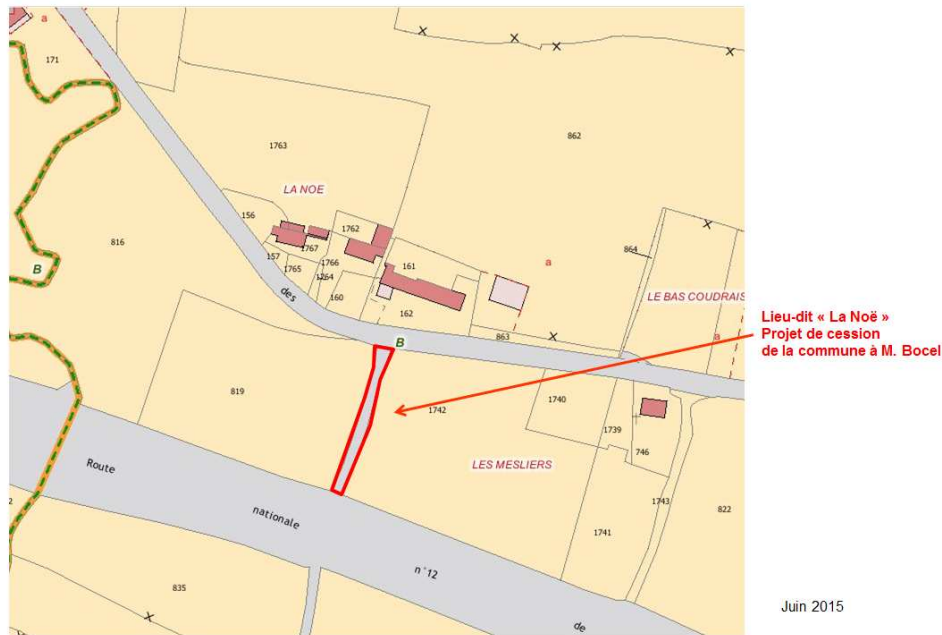 a
171
862
1763
LA NOE
156
1762
864
816
1767
B
157
1766
161
a
1765
1764
LE BAS COUDRAIS
des
160
162
Lieu-dit « La Noë »
Projet de cession
de la commune à M. Bocel
B
863
a
819
1742
1740
1739
746
LES MESLIERS
Route
1743
822
nationale
1741
n°12
835
Juin 2015
de